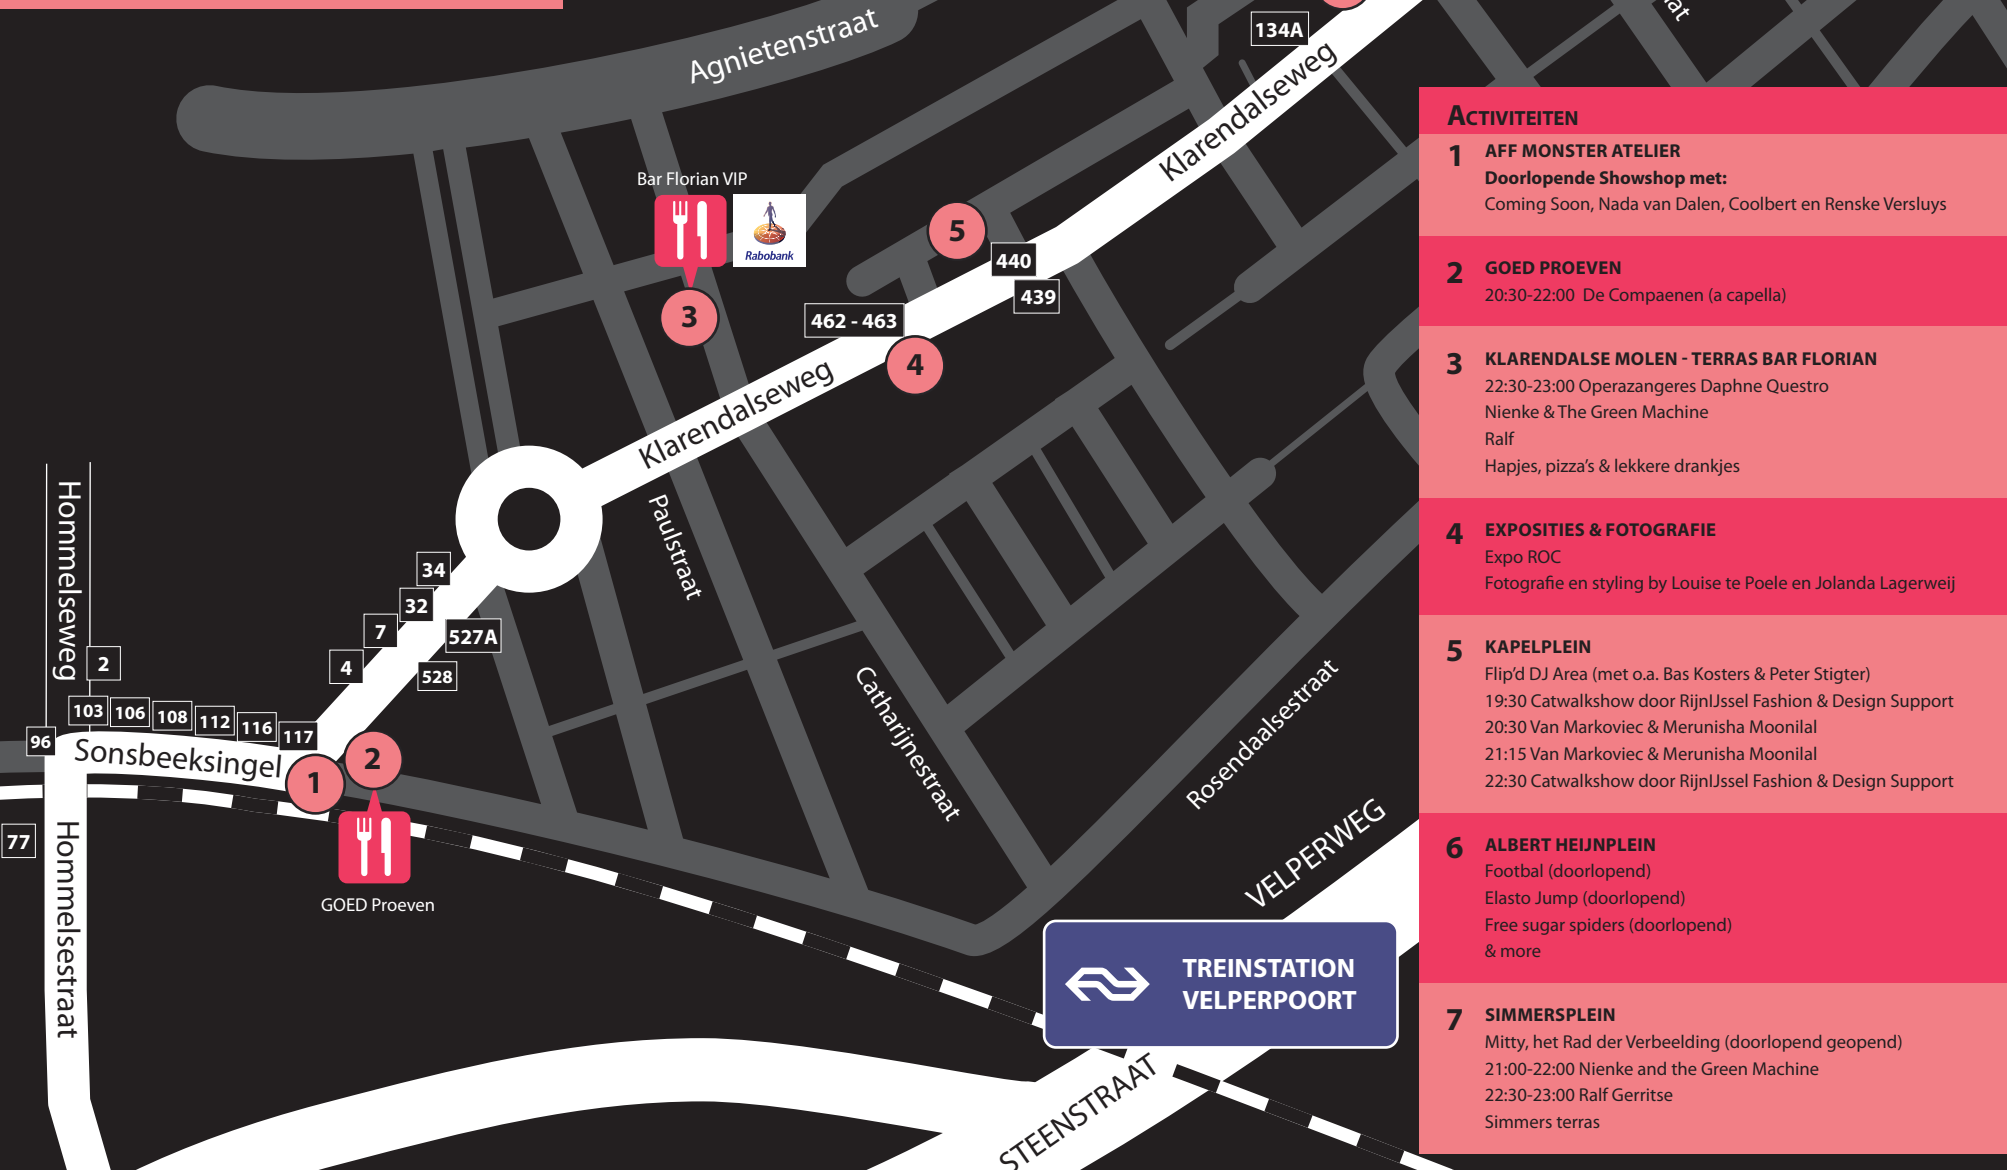 Agnietenstraat
134A
Klarendalseweg
Bar Florian VIP
Rabobank
5
440
439
3
462 - 463
4
Klarendalseweg
Paulstraat
Hommelseweg
34
32
7
527A
4
528
2
103
106
108
112
116
117
96
Sonsbeeksingel
1
2
77
Hommelsestraat
GOED Proeven
Catharijnestraat
Rosendaalsestraat
VELPERWEG
TREINSTATION
VELPERPOORT
STEENSTRAAT
ACTIVITEITEN
1 AFF MONSTER ATELIER
Doorlopende Showshop met:
Coming Soon, Nada van Dalen, Coolbert en Renske Versluys
2 GOED PROEVEN
20:30-22:00 De Compaenen (a capella)
3 KLARENDALSE MOLEN - TERRAS BAR FLORIAN
22:30-23:00 Operazangeres Daphne Questro
Nienke & The Green Machine
Ralf
Hapjes, pizza's & lekkere drankjes
4 EXPOSITIES & FOTOGRAFIE
Expo ROC
Fotografie en styling by Louise te Poele en Jolanda Lagerweij
5 KAPELPLEIN
Flip'd DJ Area (met o.a. Bas Kosters & Peter Stigter)
19:30 Catwalkshow door RijnIJssel Fashion & Design Support
20:30 Van Markoviec & Merunisha Moonilal
21:15 Van Markoviec & Merunisha Moonilal
22:30 Catwalkshow door RijnIJssel Fashion & Design Support
6 ALBERT HEIJNPLEIN
Footbal (doorlopend)
Elasto Jump (doorlopend)
Free sugar spiders (doorlopend)
& more
7 SIMMERSPLEIN
Mitty, het Rad der Verbeelding (doorlopend geopend)
21:00-22:00 Nienke and the Green Machine
22:30-23:00 Ralf Gerritse
Simmers terras